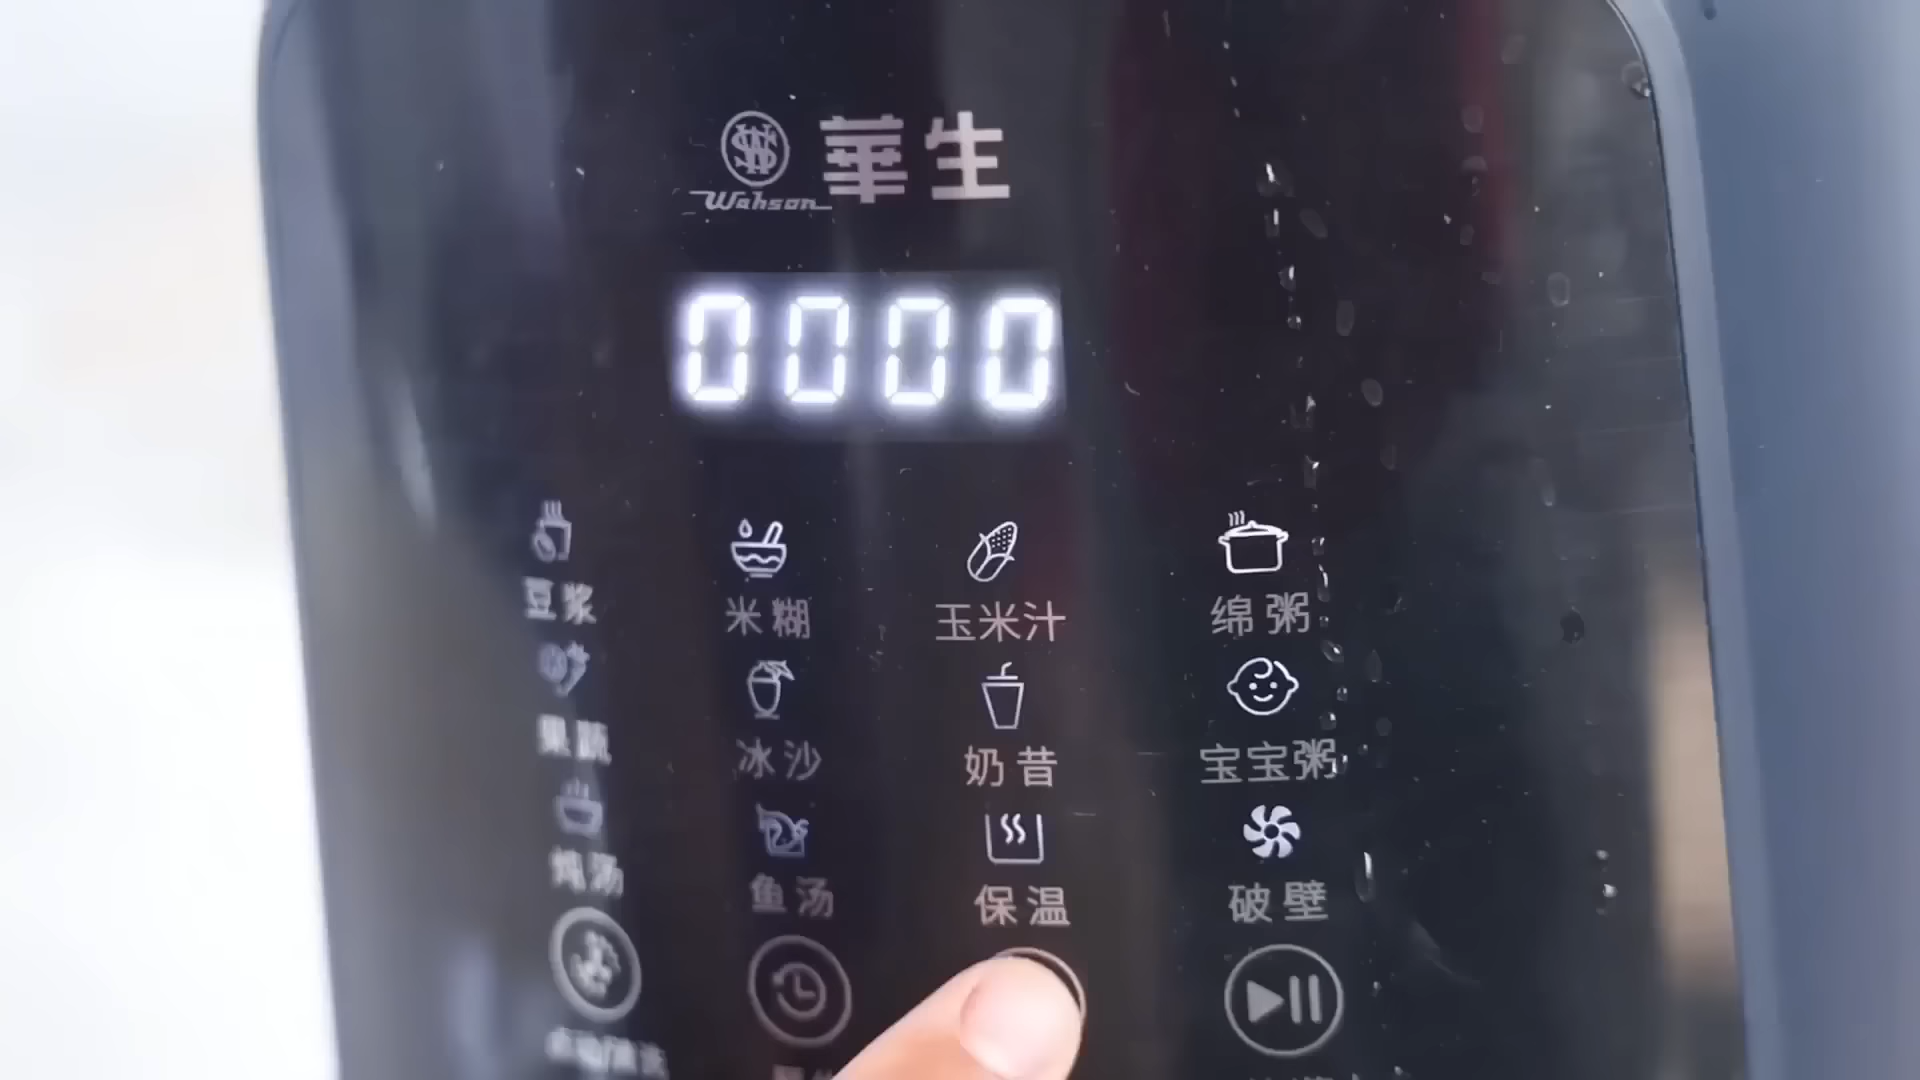 華生
Wahson
0000
豆浆 米糊 玉米汁 绵粥
果蔬 冰沙 奶昔 宝宝粥
炖汤 鱼汤 保温 破壁